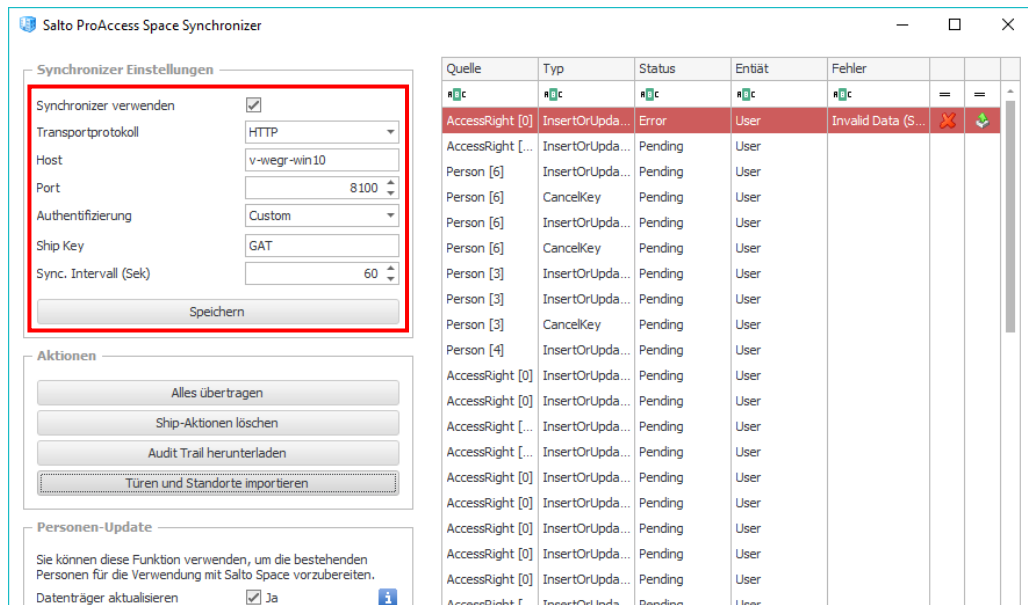 Salto ProAccess Space Synchronizer
Synchronizer Einstellungen
Synchronizer verwenden
Transportprotokoll HTTP
Host v-wegr-win10
Port 8100
Authentifizierung Custom
Ship Key GAT
Sync. Intervall (Sek) 60
Speichern
Aktionen
Alles übertragen
Ship-Aktionen löschen
Audit Trail herunterladen
Türen und Standorte importieren
Personen-Update
Sie können diese Funktion verwenden, um die bestehenden
Personen für die Verwendung mit Salto Space vorzubereiten.
Datenträger aktualisieren Ja
Quelle Typ Status Entiät Fehler
ABC ABC ABC ABC ABC = =
AccessRight [0] InsertOrUpda... Error User Invalid Data (S...
AccessRight [... InsertOrUpda... Pending User
Person [6] InsertOrUpda... Pending User
Person [6] CancelKey Pending User
Person [6] InsertOrUpda... Pending User
Person [6] CancelKey Pending User
Person [3] InsertOrUpda... Pending User
Person [3] InsertOrUpda... Pending User
Person [3] CancelKey Pending User
Person [4] InsertOrUpda... Pending User
AccessRight [0] InsertOrUpda... Pending User
AccessRight [0] InsertOrUpda... Pending User
AccessRight [... InsertOrUpda... Pending User
AccessRight [... InsertOrUpda... Pending User
AccessRight [0] InsertOrUpda... Pending User
AccessRight [0] InsertOrUpda... Pending User
AccessRight [0] InsertOrUpda... Pending User
AccessRight [0] InsertOrUpda... Pending User
AccessRight [0] InsertOrUpda... Pending User
AccessRight [... InsertOrUpda... Pending User